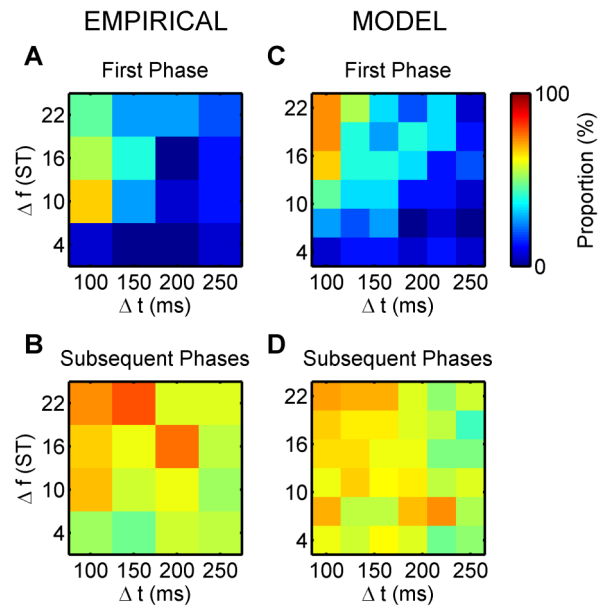 EMPIRICAL
MODEL
A
First Phase
22
16
10
4
Δ f (ST)
100 150 200 250
Δ t (ms)
C
First Phase
22
16
10
4
Δ f (ST)
100 150 200 250
Δ t (ms)
100
0
Proportion (%)
B
Subsequent Phases
22
16
10
4
Δ f (ST)
100 150 200 250
Δ t (ms)
D
Subsequent Phases
22
16
10
4
Δ f (ST)
100 150 200 250
Δ t (ms)